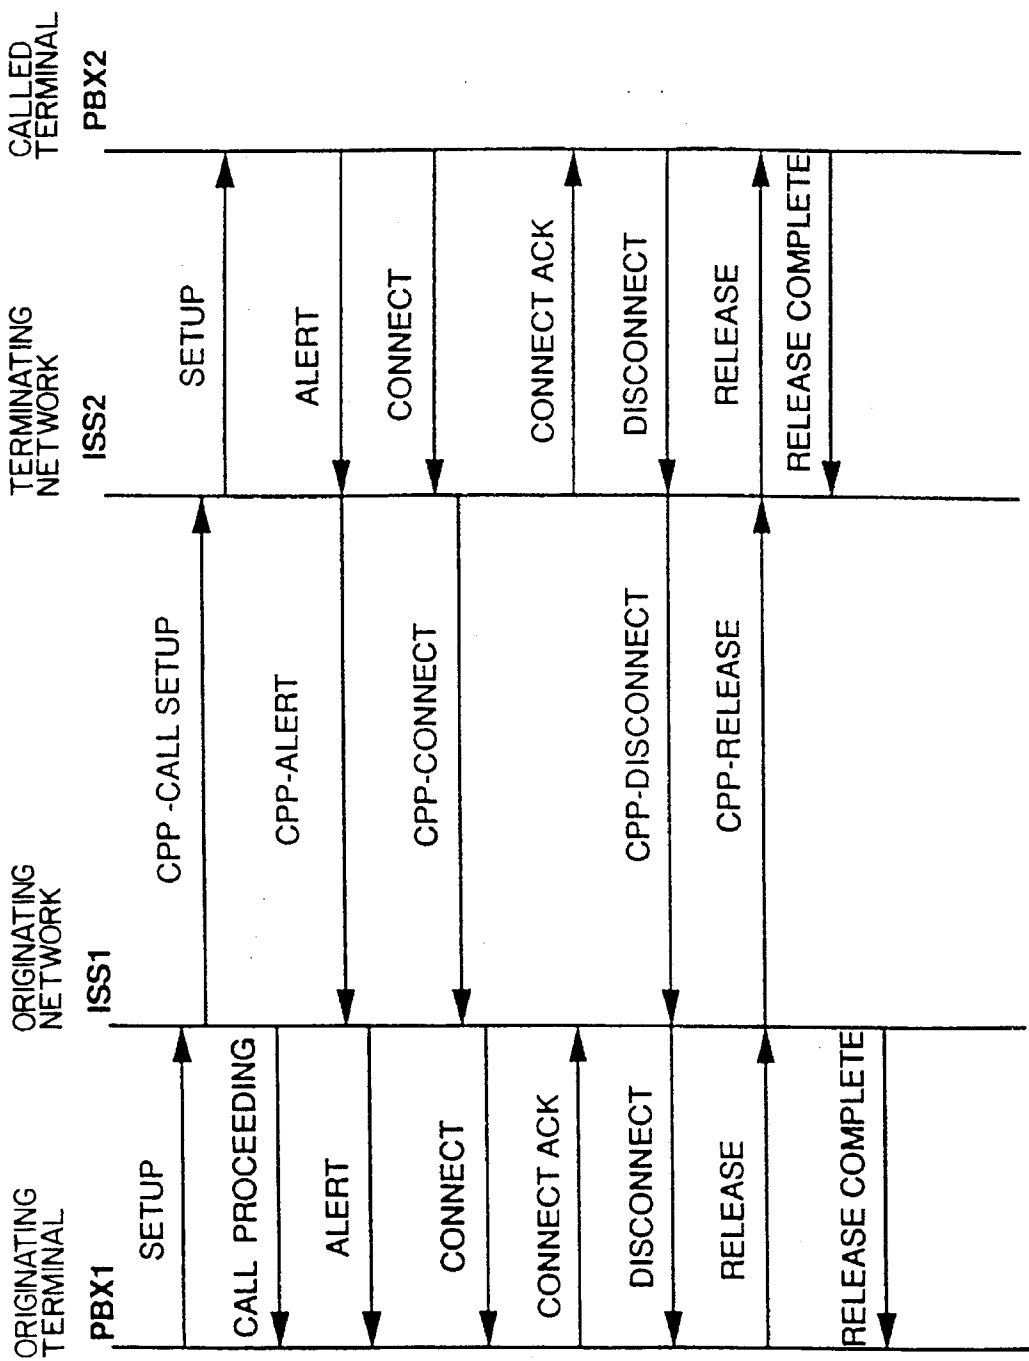 ORIGINATING
TERMINAL
PBX1
ORIGINATING
NETWORK
ISS1
TERMINATING
NETWORK
ISS2
CALLED
TERMINAL
PBX2
SETUP
CPP -CALL SETUP
SETUP
CALL PROCEEDING
ALERT
CPP-ALERT
ALERT
CONNECT
CPP-CONNECT
CONNECT
CONNECT ACK
CONNECT ACK
DISCONNECT
CPP-DISCONNECT
DISCONNECT
RELEASE
CPP-RELEASE
RELEASE
RELEASE COMPLETE
RELEASE COMPLETE